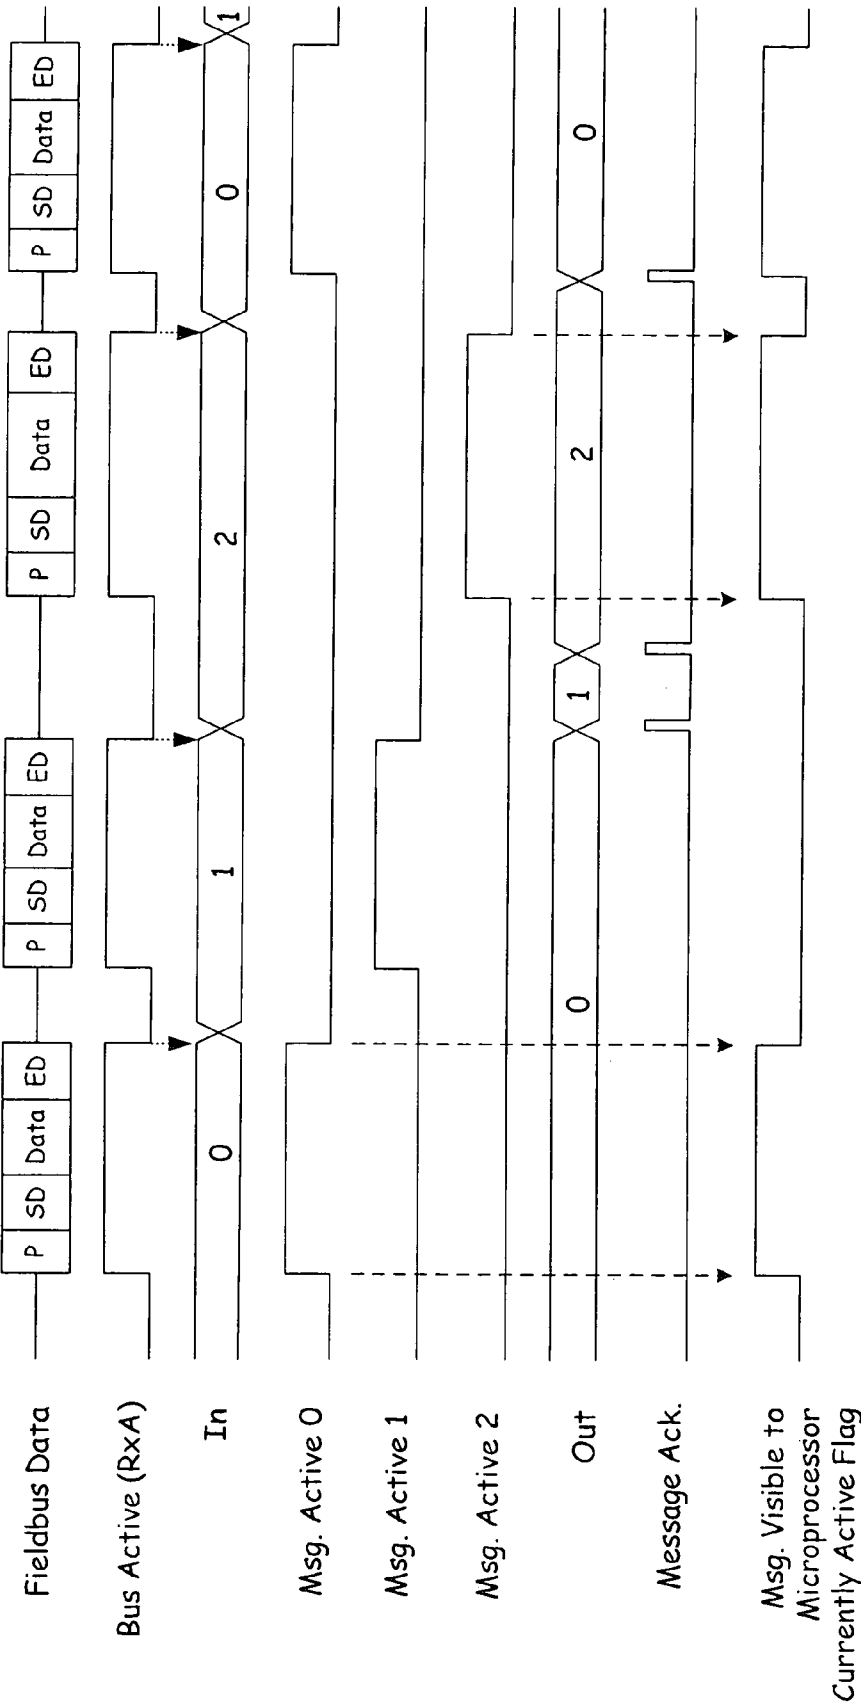 Fieldbus Data
P SD Data ED P SD Data ED P SD Data ED P SD Data ED
Bus Active (RxA)
In
0 1 2 0 1
Msg. Active 0
Msg. Active 1
Msg. Active 2
Out
0 1 2 0
Message Ack.
Msg. Visible to
Microprocessor
Currently Active Flag